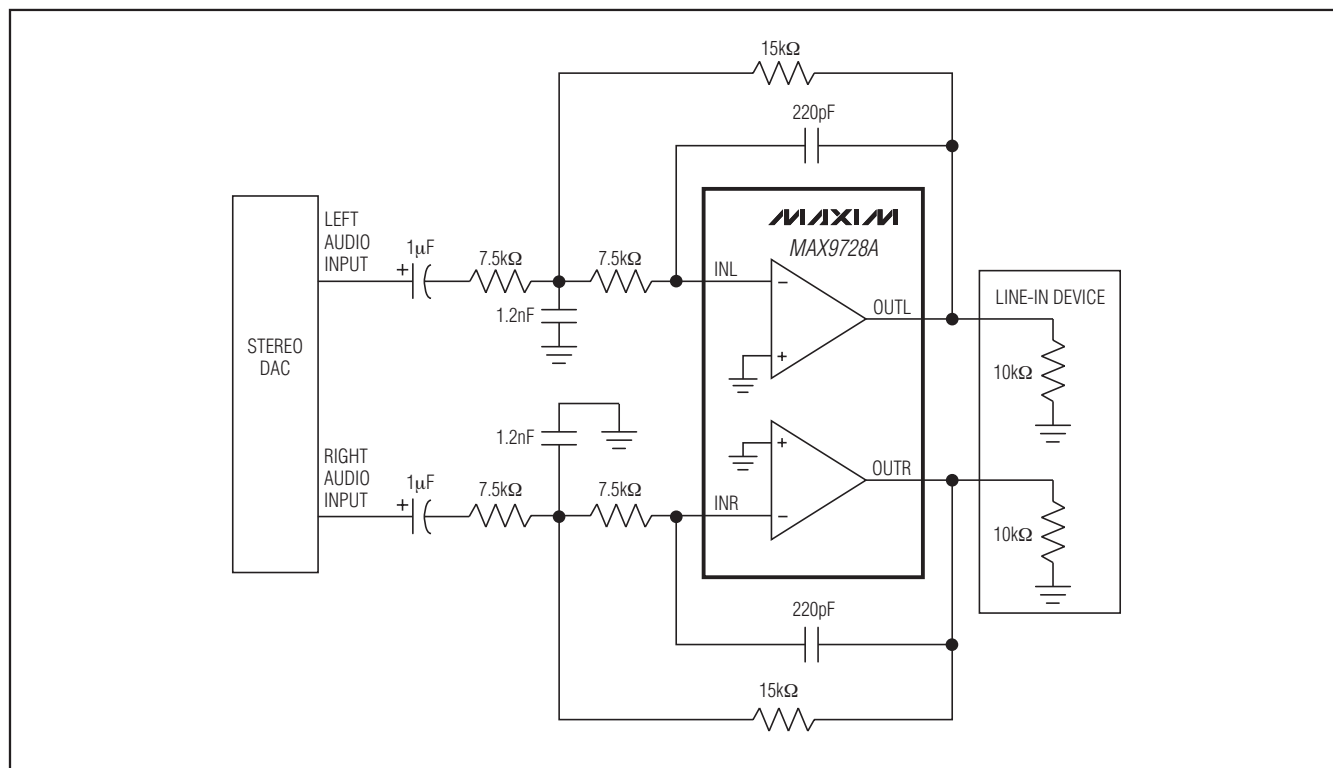 15kΩ
220pF
LEFT
AUDIO
INPUT
1μF
+
7.5kΩ
7.5kΩ
INL
MAXIM
MAX9728A
−
+
OUTL
LINE-IN DEVICE
1.2nF
10kΩ
STEREO
DAC
1.2nF
RIGHT
AUDIO
INPUT
1μF
+
7.5kΩ
7.5kΩ
INR
+
−
OUTR
10kΩ
220pF
15kΩ